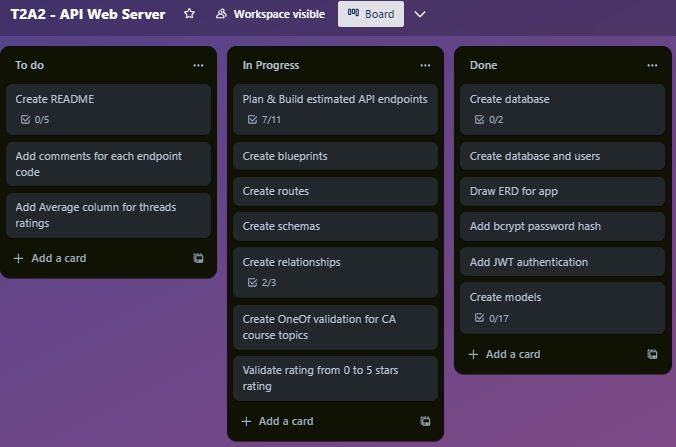 T2A2 - API Web Server
Workspace visible
Board
To do
Create README
0/5
Add comments for each endpoint
code
Add Average column for threads
ratings
Add a card
In Progress
Plan & Build estimated API endpoints
7/11
Create blueprints
Create routes
Create schemas
Create relationships
2/3
Create OneOf validation for CA
course topics
Validate rating from 0 to 5 stars
rating
Add a card
Done
Create database
0/2
Create database and users
Draw ERD for app
Add bcrypt password hash
Add JWT authentication
Create models
0/17
Add a card